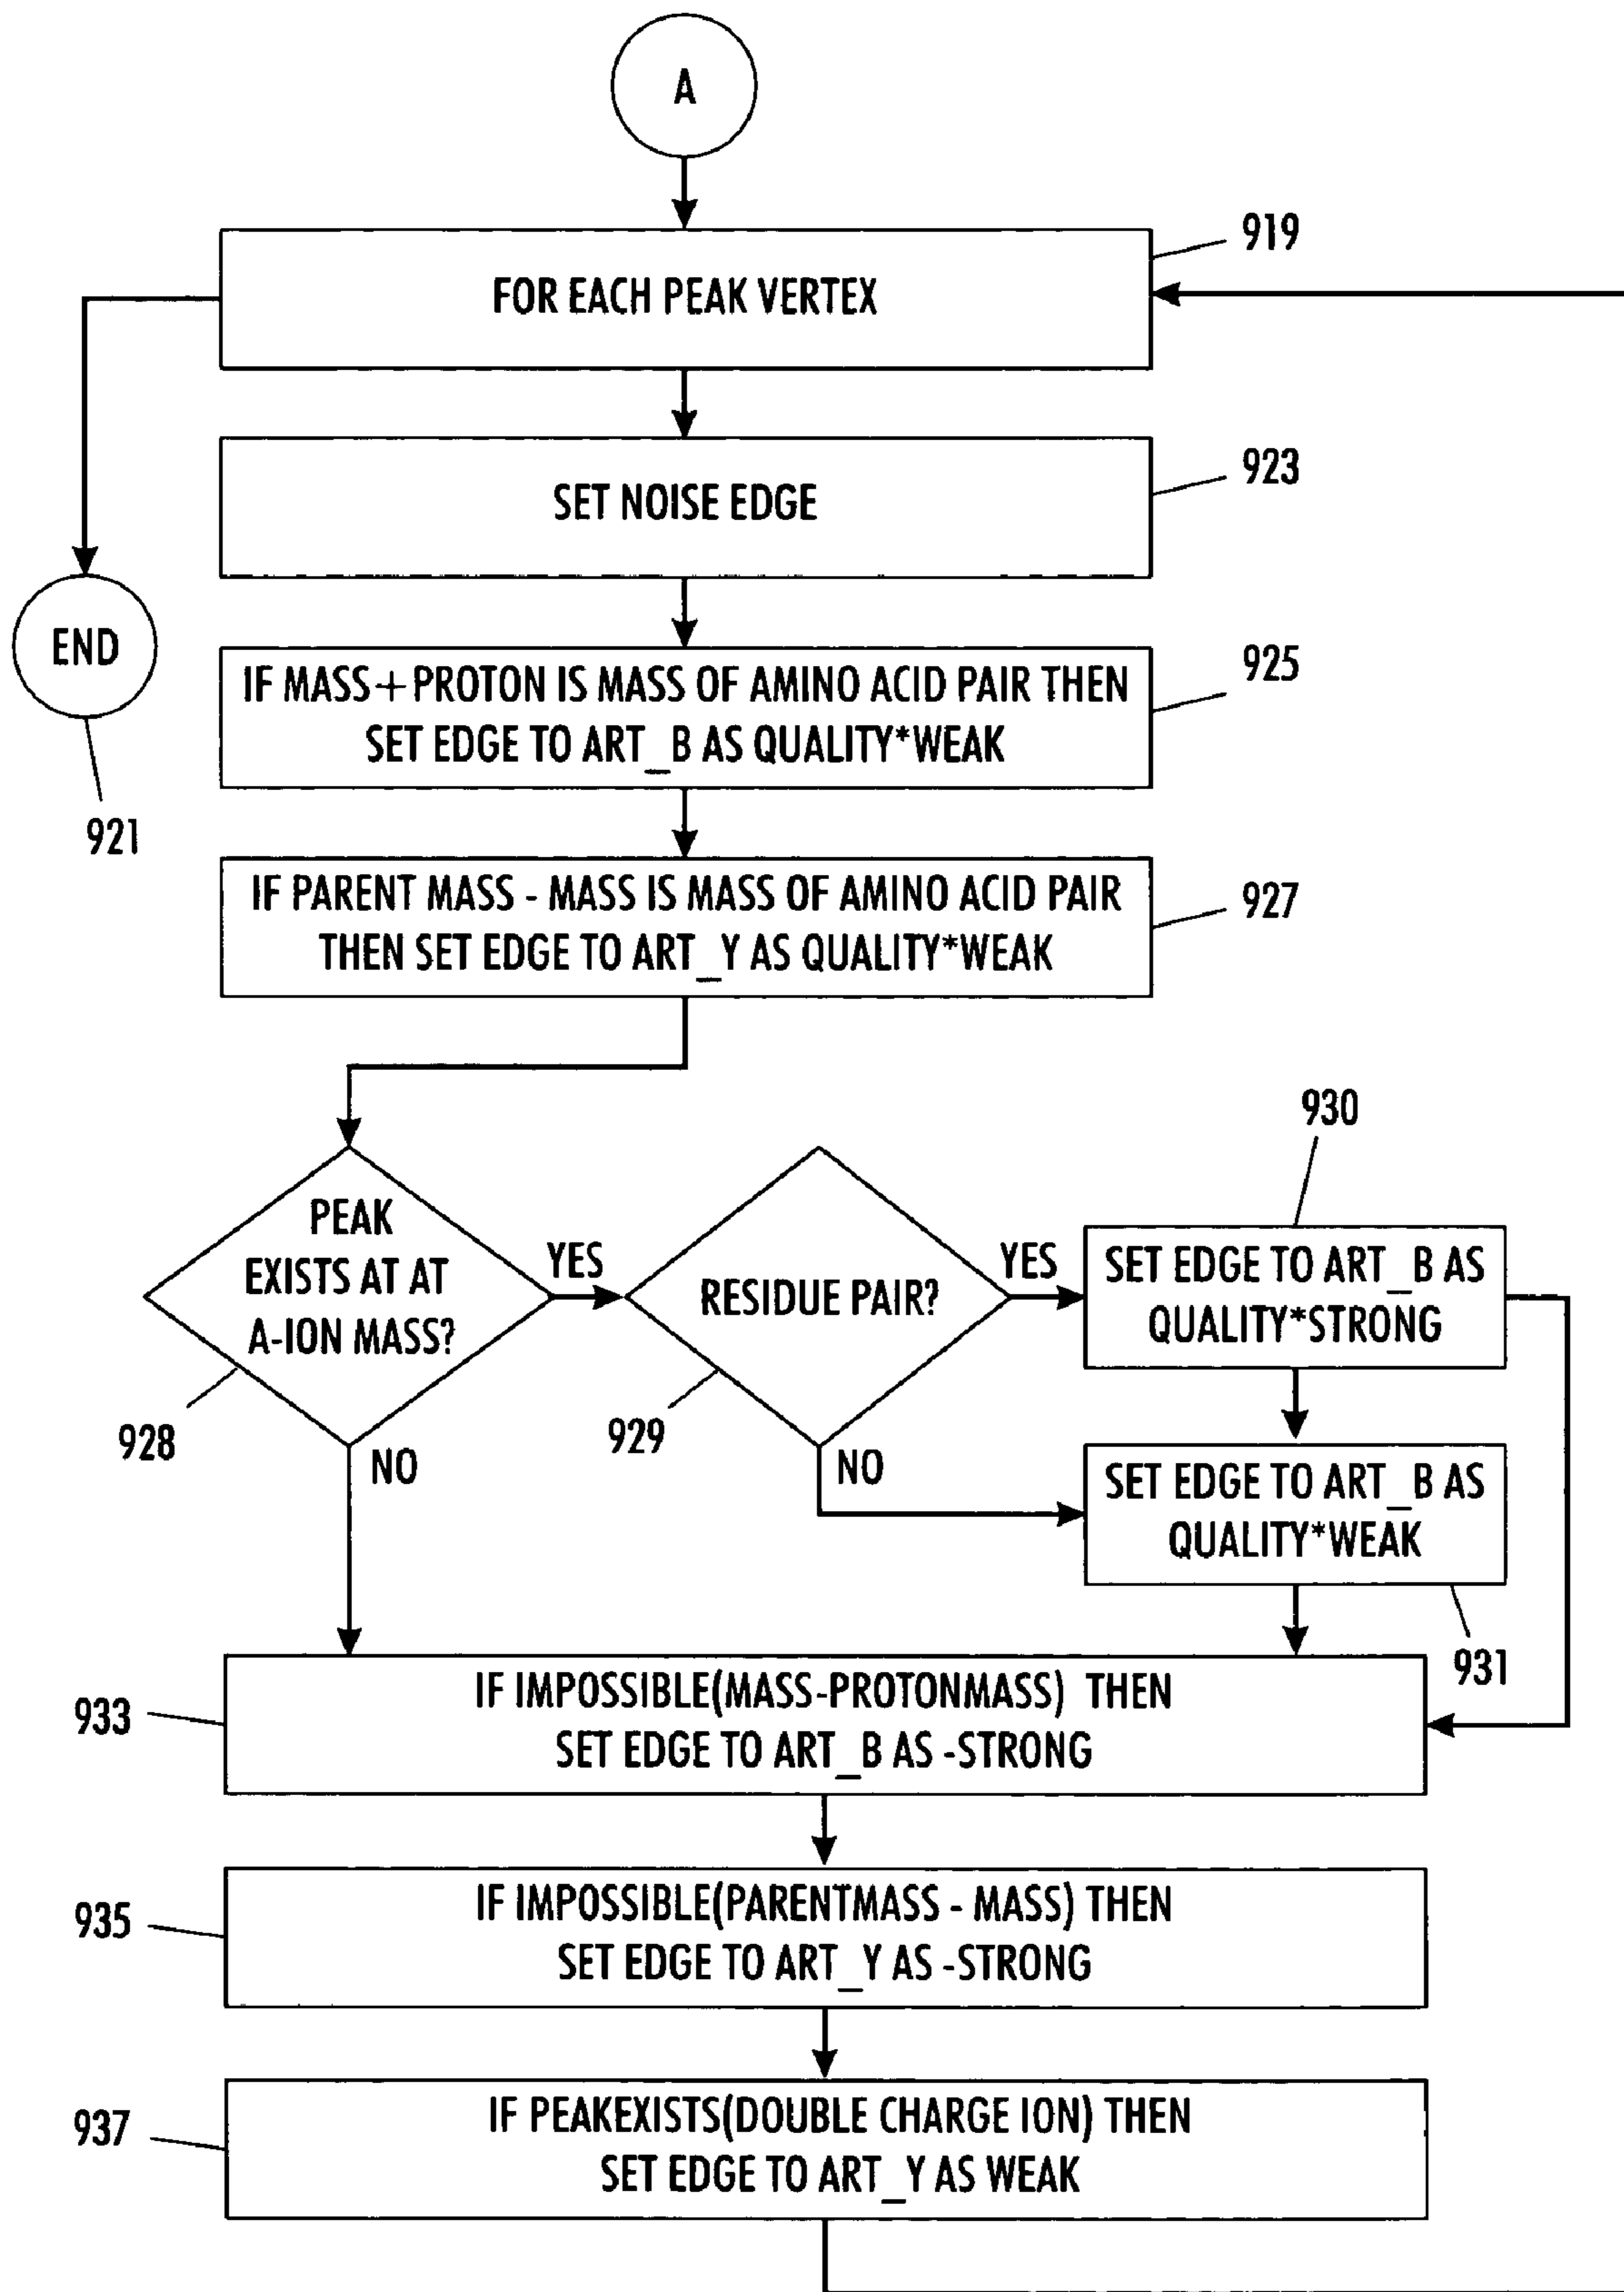 A
919
FOR EACH PEAK VERTEX
923
SET NOISE EDGE
END
921
925
IF MASS+PROTON IS MASS OF AMINO ACID PAIR THEN
SET EDGE TO ART_B AS QUALITY*WEAK
927
IF PARENT MASS - MASS IS MASS OF AMINO ACID PAIR
THEN SET EDGE TO ART_Y AS QUALITY*WEAK
PEAK
EXISTS AT AT
A-ION MASS?
928
YES
NO
RESIDUE PAIR?
929
YES
NO
930
SET EDGE TO ART_B AS
QUALITY*STRONG
SET EDGE TO ART_B AS
QUALITY*WEAK
931
933
IF IMPOSSIBLE(MASS-PROTONMASS) THEN
SET EDGE TO ART_B AS -STRONG
935
IF IMPOSSIBLE(PARENTMASS - MASS) THEN
SET EDGE TO ART_Y AS -STRONG
937
IF PEAKEXISTS(DOUBLE CHARGE ION) THEN
SET EDGE TO ART_Y AS WEAK